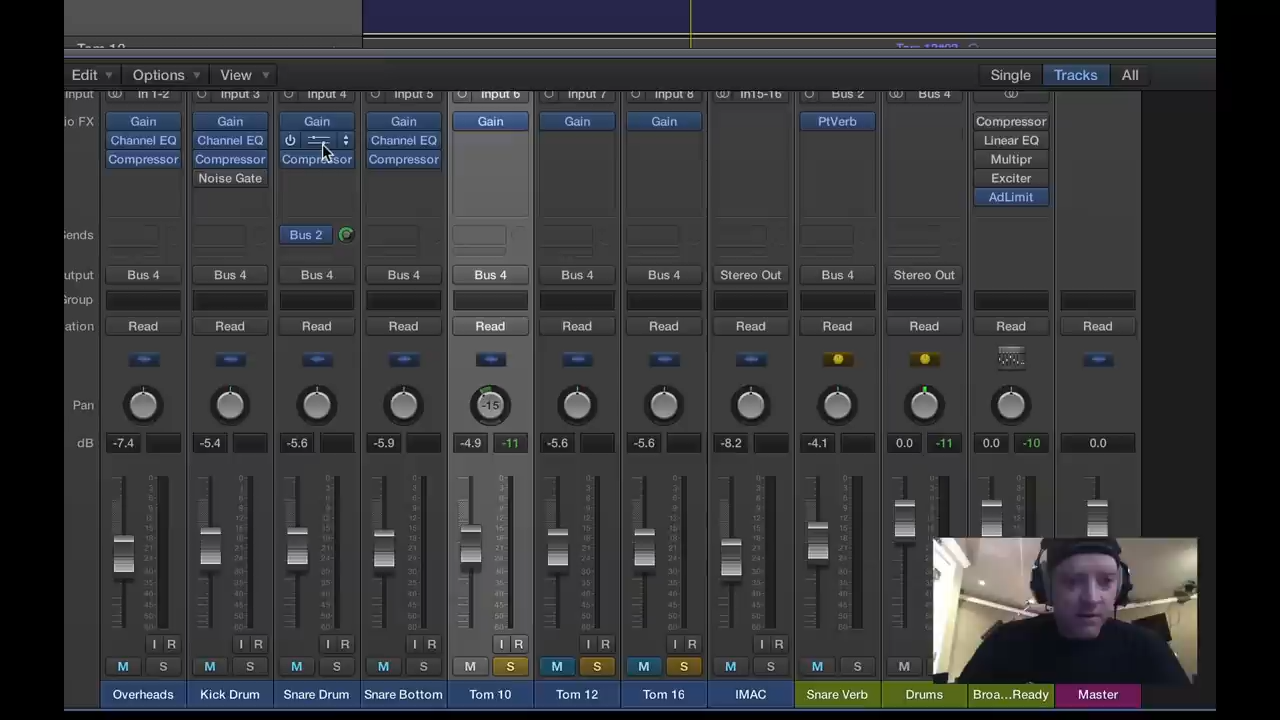 Edit Options View Single Tracks All
Input In 1-2 Input 3 Input 4 Input 5 Input 6 Input 7 Input 8 In15-16 Bus 2 Bus 4
io FX Gain Gain Gain Gain Gain Gain Gain PtVerb Compressor
Channel EQ Channel EQ Channel EQ Linear EQ
Compressor Compressor Compressor Compressor Multipr
Noise Gate Exciter
AdLimit
ends Bus 2
utput Bus 4 Bus 4 Bus 4 Bus 4 Bus 4 Bus 4 Bus 4 Stereo Out Bus 4 Stereo Out
Group
ation Read Read Read Read Read Read Read Read Read Read Read Read
Pan -15
dB -7.4 -5.4 -5.6 -5.9 -4.9 -11 -5.6 -5.6 -8.2 -4.1 0.0 -11 0.0 -10 0.0
I R I R I R I R I R I R I R I R
M S M S M S M S M S M S M S M S M S M
Overheads Kick Drum Snare Drum Snare Bottom Tom 10 Tom 12 Tom 16 IMAC Snare Verb Drums Broa...Ready Master